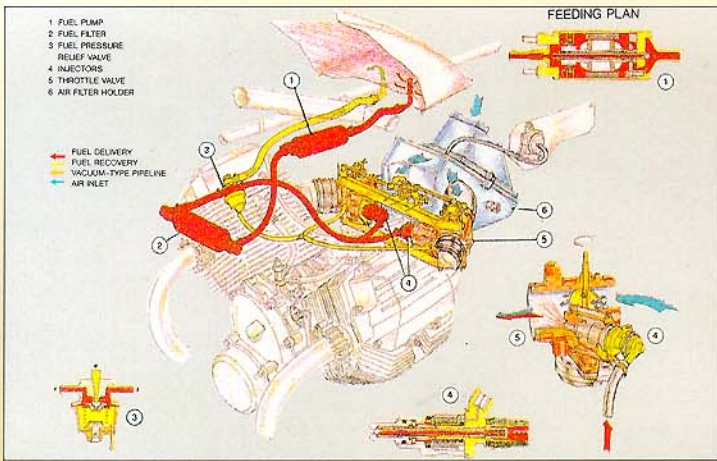 FEEDING PLAN
1 FUEL PUMP
2 FUEL FILTER
3 FUEL PRESSURE
RELIEF VALVE
4 INJECTORS
5 THROTTLE VALVE
6 AIR FILTER HOLDER
FUEL DELIVERY
FUEL RECOVERY
VACUUM-TYPE PIPELINE
AIR INLET
1
1
3
2
6
5
4
5
4
3
4